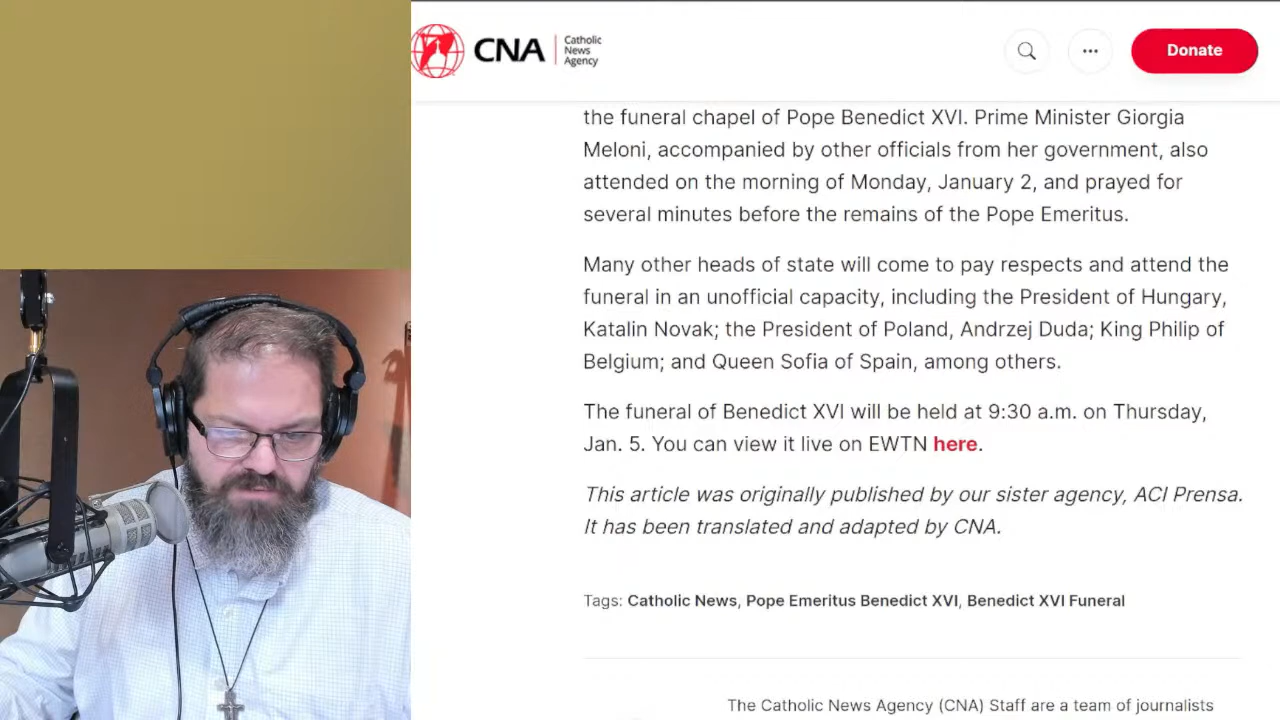 CNA
Catholic
News
Agency
Donate
the funeral chapel of Pope Benedict XVI. Prime Minister Giorgia
Meloni, accompanied by other officials from her government, also
attended on the morning of Monday, January 2, and prayed for
several minutes before the remains of the Pope Emeritus.
Many other heads of state will come to pay respects and attend the
funeral in an unofficial capacity, including the President of Hungary,
Katalin Novak; the President of Poland, Andrzej Duda; King Philip of
Belgium; and Queen Sofia of Spain, among others.
The funeral of Benedict XVI will be held at 9:30 a.m. on Thursday,
Jan. 5. You can view it live on EWTN here.
This article was originally published by our sister agency, ACI Prensa.
It has been translated and adapted by CNA.
Tags: Catholic News, Pope Emeritus Benedict XVI, Benedict XVI Funeral
The Catholic News Agency (CNA) Staff are a team of journalists